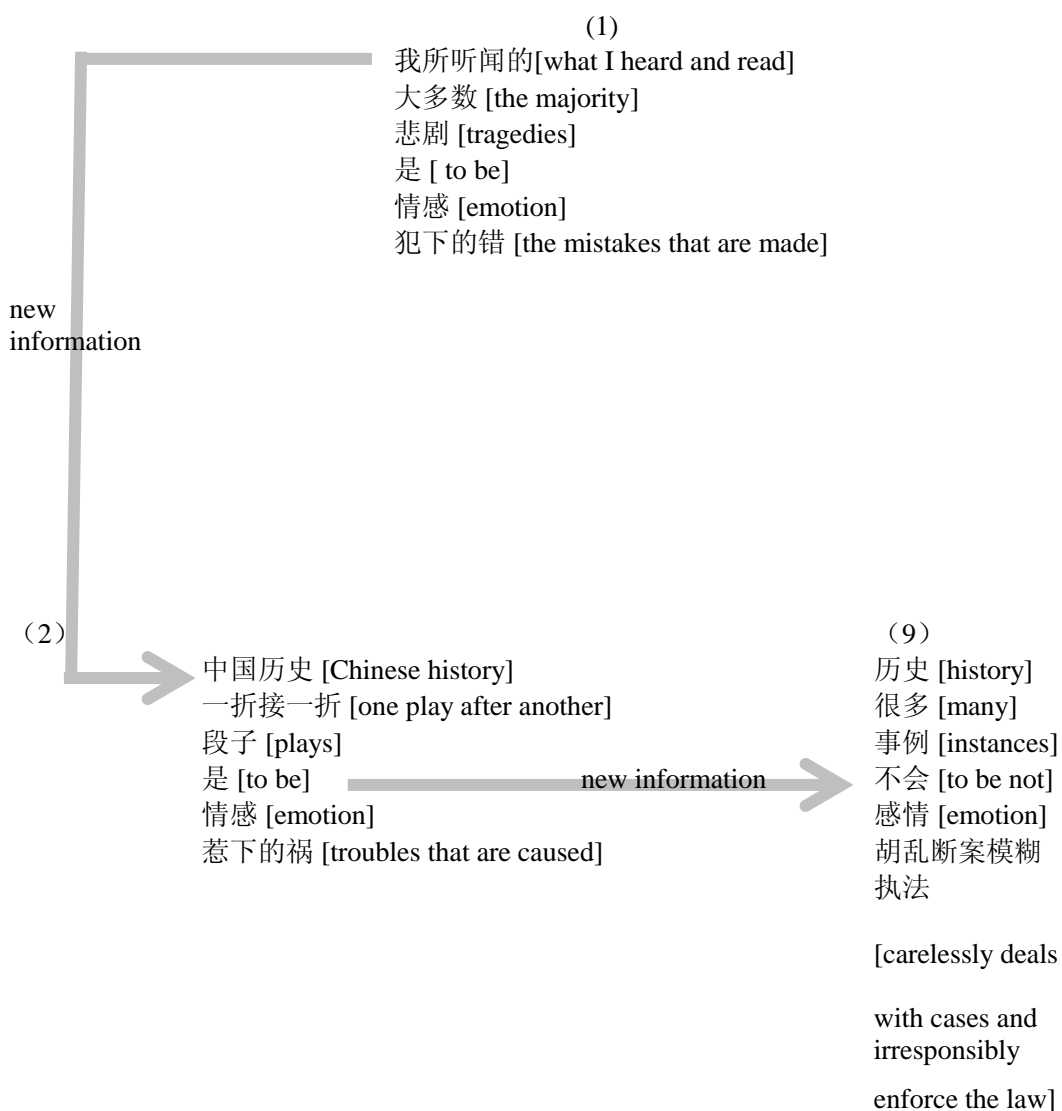 (1)
我所听闻的[what I heard and read]
大多数 [the majority]
悲剧 [tragedies]
是 [ to be]
情感 [emotion]
犯下的错 [the mistakes that are made]
new
information
（2）
中国历史 [Chinese history]
一折接一折 [one play after another]
段子 [plays]
是 [to be]
情感 [emotion]
惹下的祸 [troubles that are caused]
new information
（9）
历史 [history]
很多 [many]
事例 [instances]
不会 [to be not]
感情 [emotion]
胡乱断案模糊
执法
[carelessly deals
with cases and
irresponsibly
enforce the law]